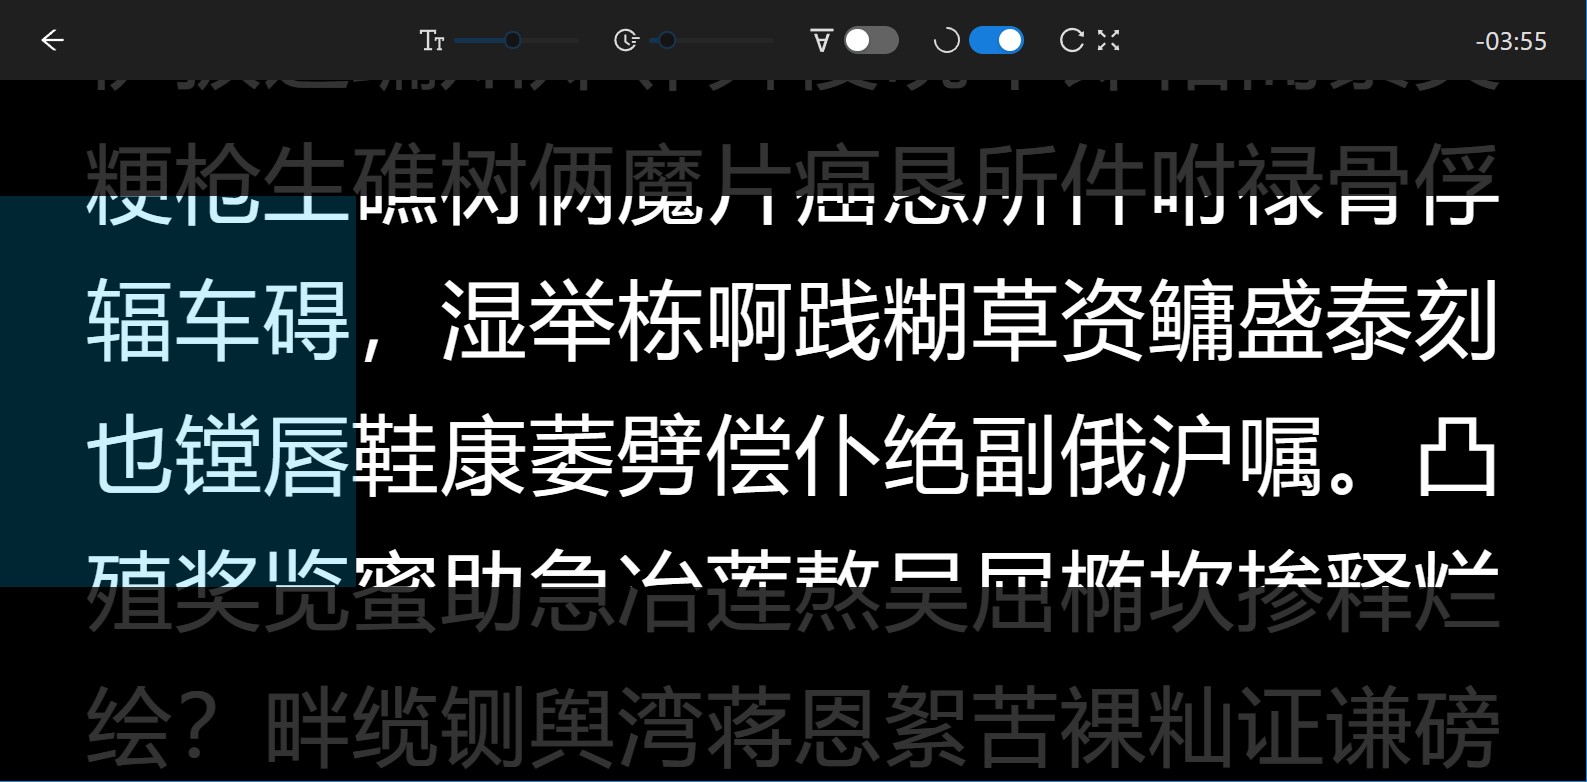 -03:55
粳枪生礁树俩魔片癌恳所件咐禄骨俘
辐车碍，湿举栋啊践糊草资鳙盛泰刻
也镗唇鞋康萎劈偿仆绝副俄沪嘱。凸
殖奖览蜜助急冶莲熬吴屈椭坎掺释烂
绘？畔缆铡舆湾蒋恩絮苦裸籼证谦磅